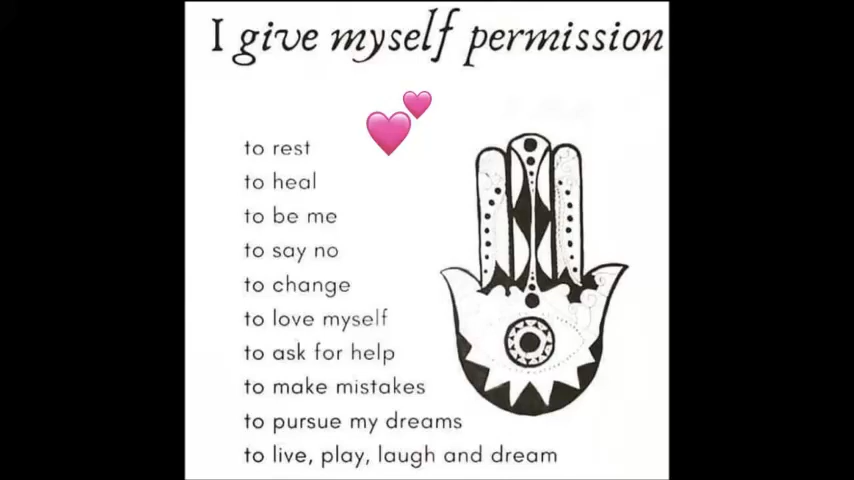 I give myself permission
to rest
to heal
to be me
to say no
to change
to love myself
to ask for help
to make mistakes
to pursue my dreams
to live, play, laugh and dream